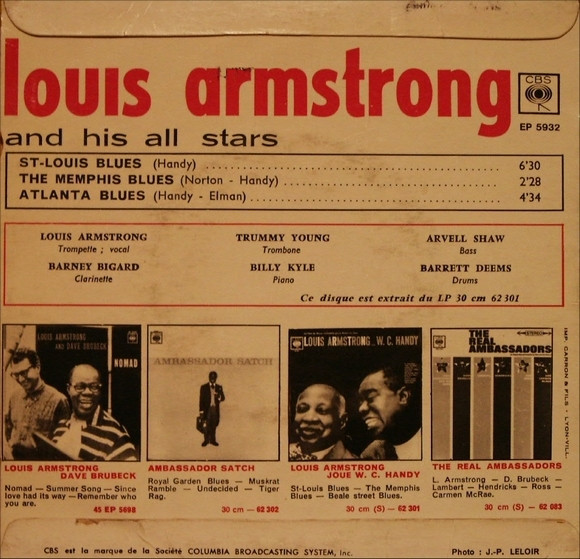 louis armstrong
CBS
EP 5932
and his all stars
ST-LOUIS BLUES (Handy) 6'30
THE MEMPHIS BLUES (Norton - Handy) 2'28
ATLANTA BLUES (Handy - Elman) 4'34
LOUIS ARMSTRONG
Trompette ; vocal
TRUMMY YOUNG
Trombone
ARVELL SHAW
Bass
BARNEY BIGARD
Clarinette
BILLY KYLE
Piano
BARRETT DEEMS
Drums
Ce disque est extrait du LP 30 cm 62301
LOUIS ARMSTRONG
AND DAVE BRUBECK
NOMAD
AMBASSADOR SATCH
LOUIS ARMSTRONG W. C. HANDY
THE REAL
AMBASSADORS
IMP. GARRON & FILS - LYON-VILL.
LOUIS ARMSTRONG
DAVE BRUBECK
Nomad — Summer Song — Since
love had its way — Remember who
you are.
45 EP 5698
AMBASSADOR SATCH
Royal Garden Blues — Muskrat
Ramble — Undecided — Tiger
Rag.
30 cm — 62 302
LOUIS ARMSTRONG
JOUE W. C. HANDY
St-Louis Blues — The Memphis
Blues — Beale street Blues.
30 cm (S) — 62 301
THE REAL AMBASSADORS
L. Armstrong — D. Brubeck —
Lambert — Hendricks — Ross —
Carmen McRae.
30 cm (S) — 62 083
CBS est la marque de la Société COLUMBIA BROADCASTING SYSTEM, Inc.
Photo : J.-P. LELOIR